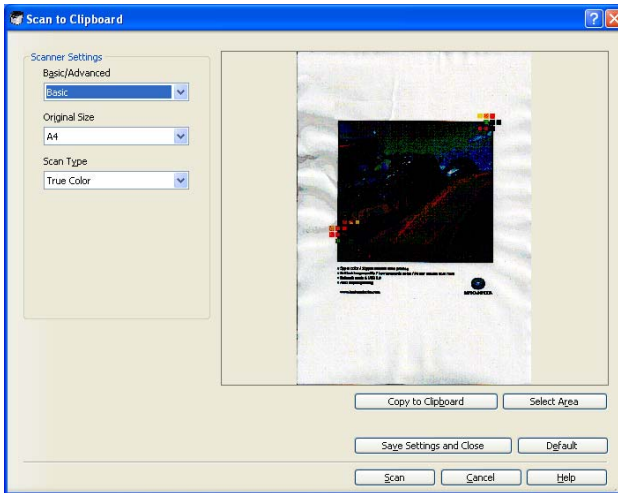 Scan to Clipboard
Scanner Settings
Basic/Advanced
Basic
Original Size
A4
Scan Type
True Color
Copy to Clipboard
Select Area
Save Settings and Close
Default
Scan
Cancel
Help